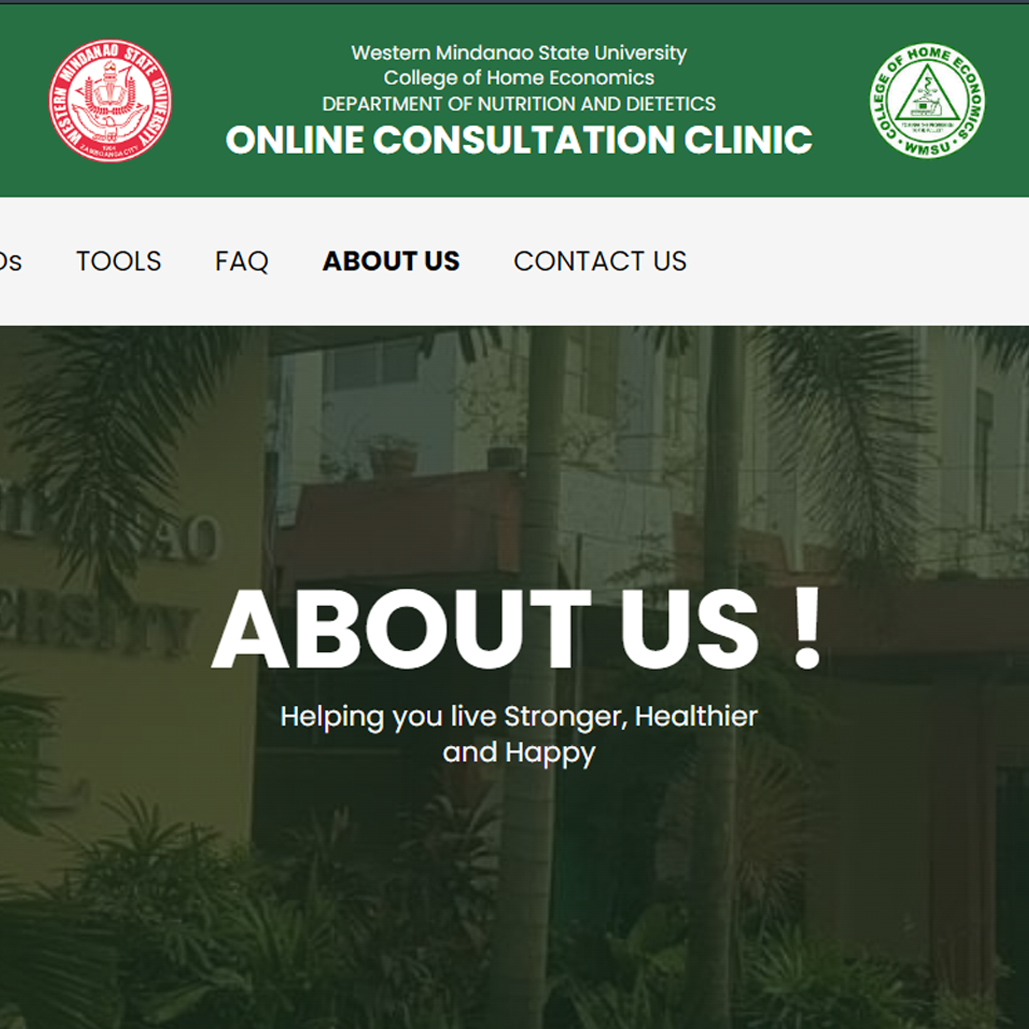 Western Mindanao State University
College of Home Economics
DEPARTMENT OF NUTRITION AND DIETETICS
ONLINE CONSULTATION CLINIC
WESTERN MINDANAO STATE UNIVERSITY
1904
ZAMBOANGA CITY
COLLEGE OF HOME ECONOMICS
• WMSU •
TOOLS
FAQ
ABOUT US
CONTACT US
ABOUT US !
Helping you live Stronger, Healthier
and Happy